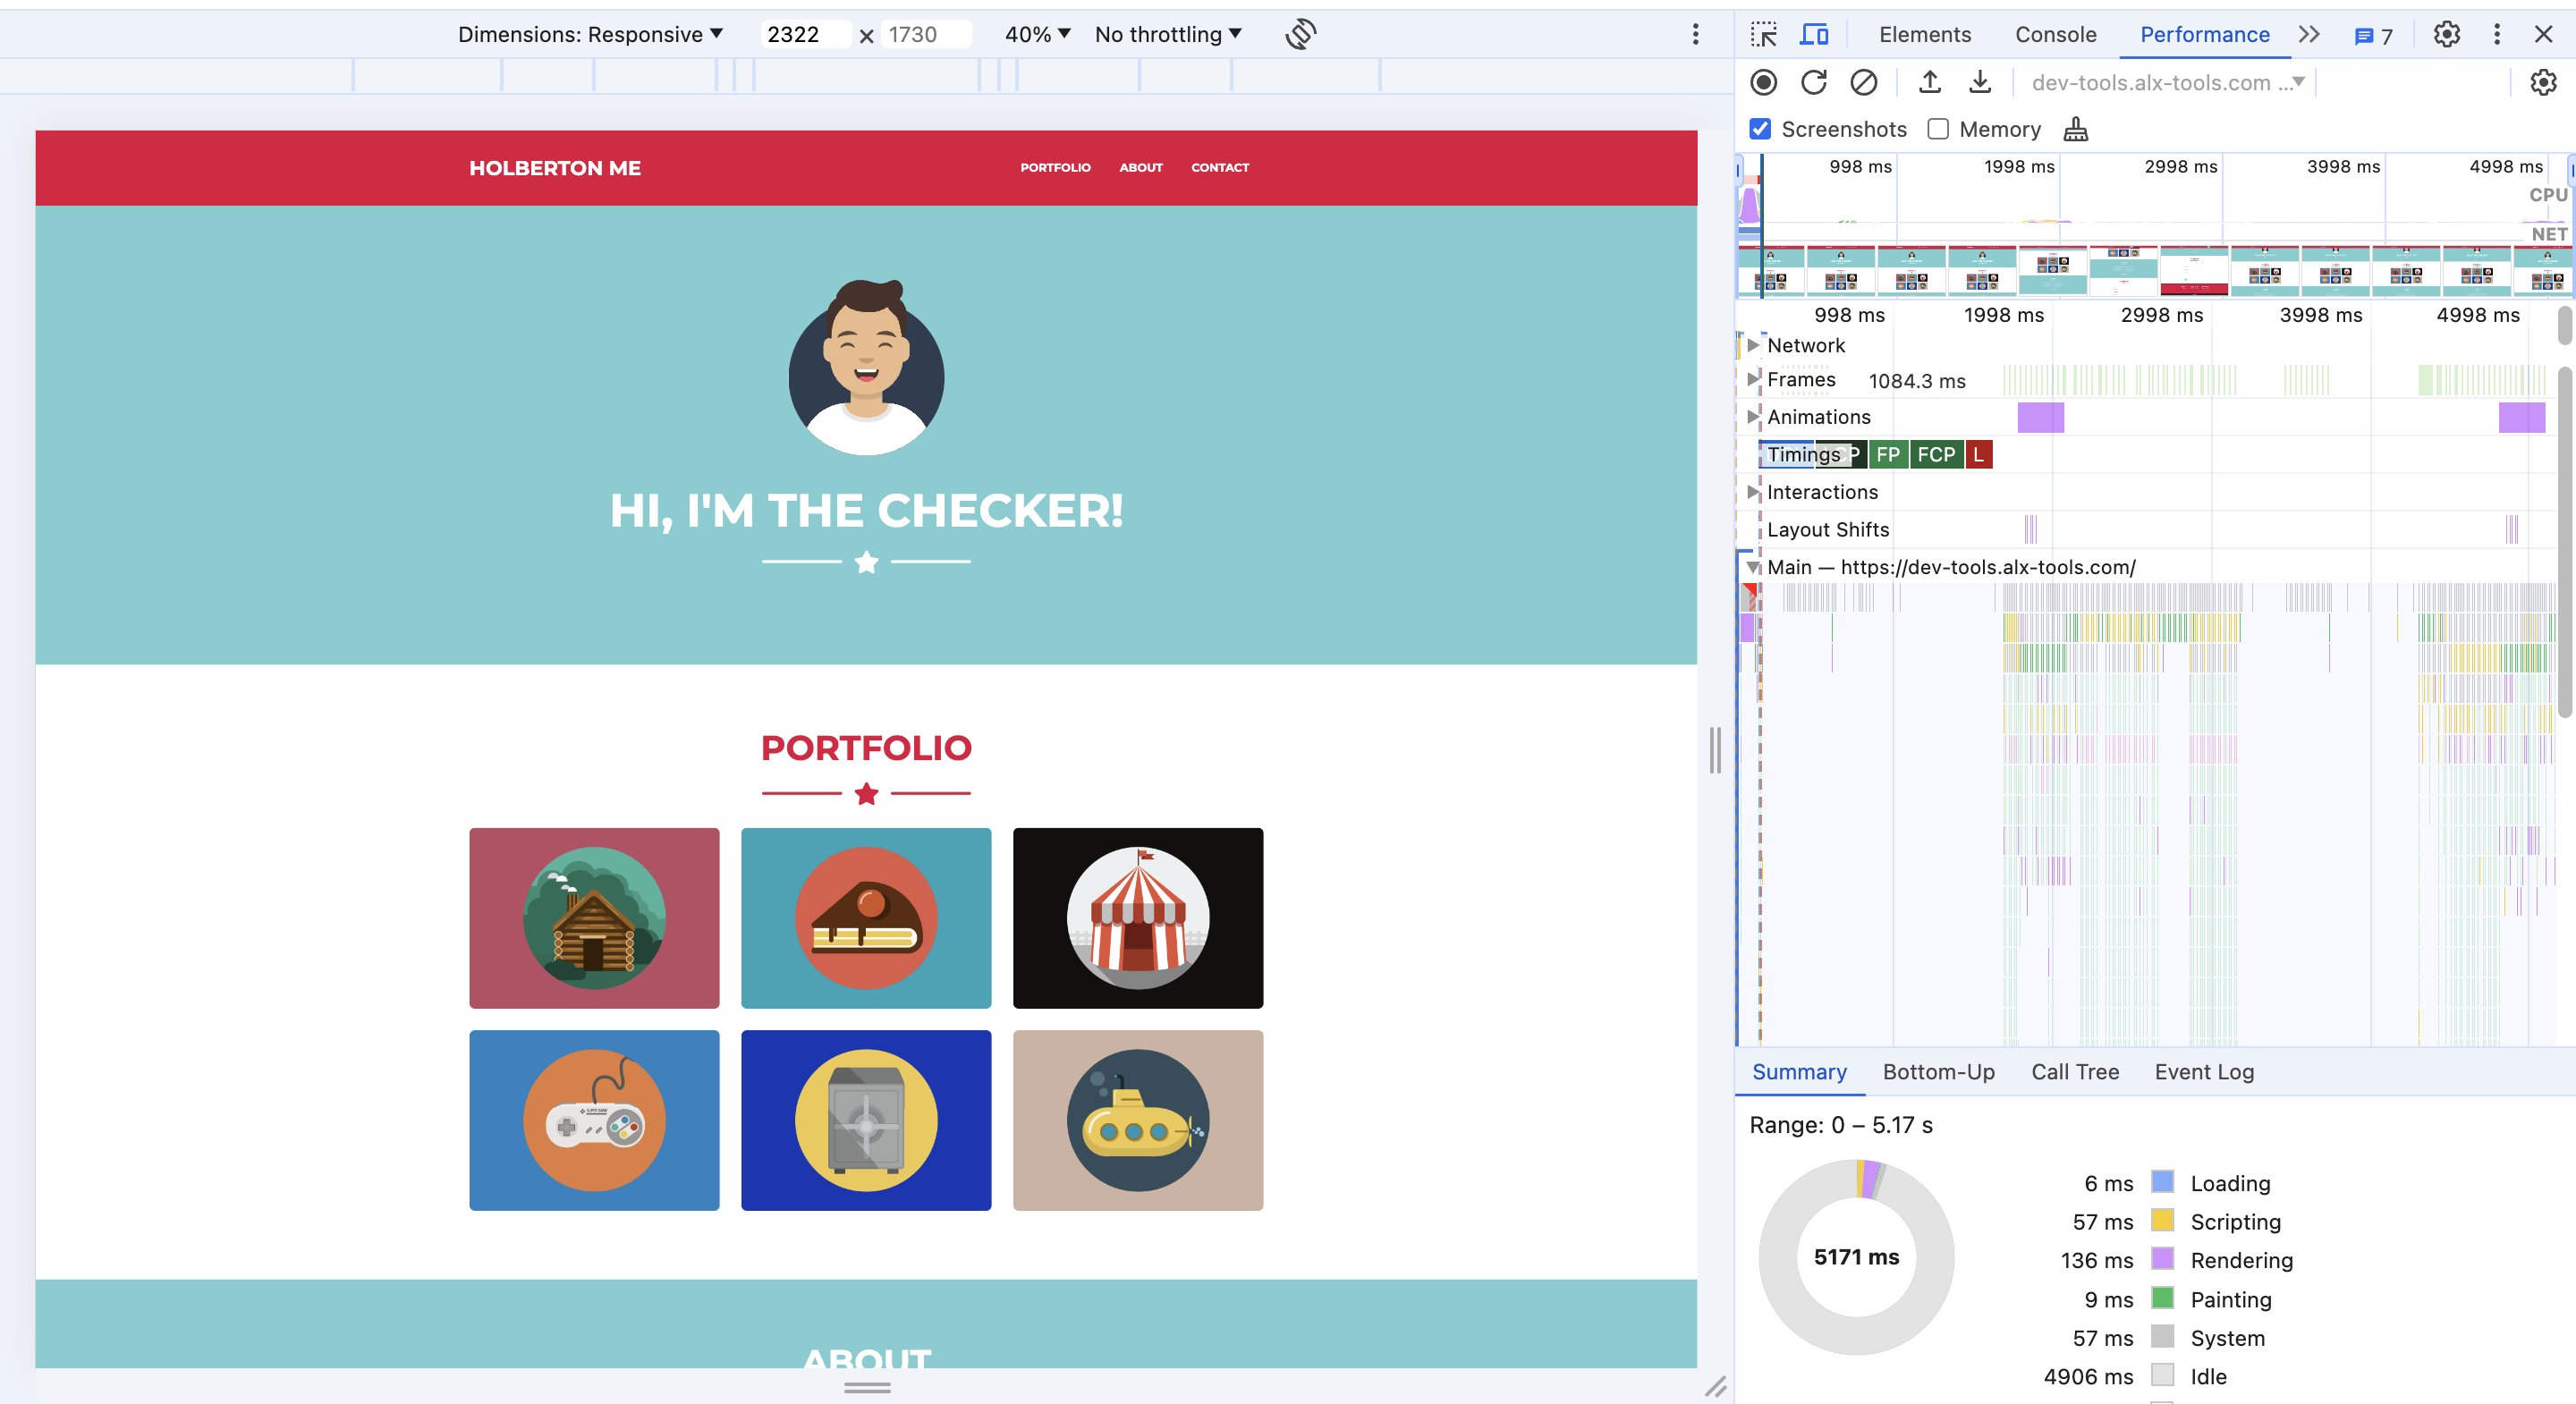 Dimensions: Responsive 2322 × 1730 40% No throttling
Elements Console Performance 7
dev-tools.alx-tools.com ...
Screenshots Memory
998 ms 1998 ms 2998 ms 3998 ms 4998 ms
CPU
NET
998 ms 1998 ms 2998 ms 3998 ms 4998 ms
Network
Frames 1084.3 ms
Animations
Timings P FP FCP L
Interactions
Layout Shifts
Main — https://dev-tools.alx-tools.com/
Summary Bottom-Up Call Tree Event Log
Range: 0 – 5.17 s
5171 ms
6 ms Loading
57 ms Scripting
136 ms Rendering
9 ms Painting
57 ms System
4906 ms Idle
HOLBERTON ME PORTFOLIO ABOUT CONTACT
HI, I'M THE CHECKER!
PORTFOLIO
ABOUT